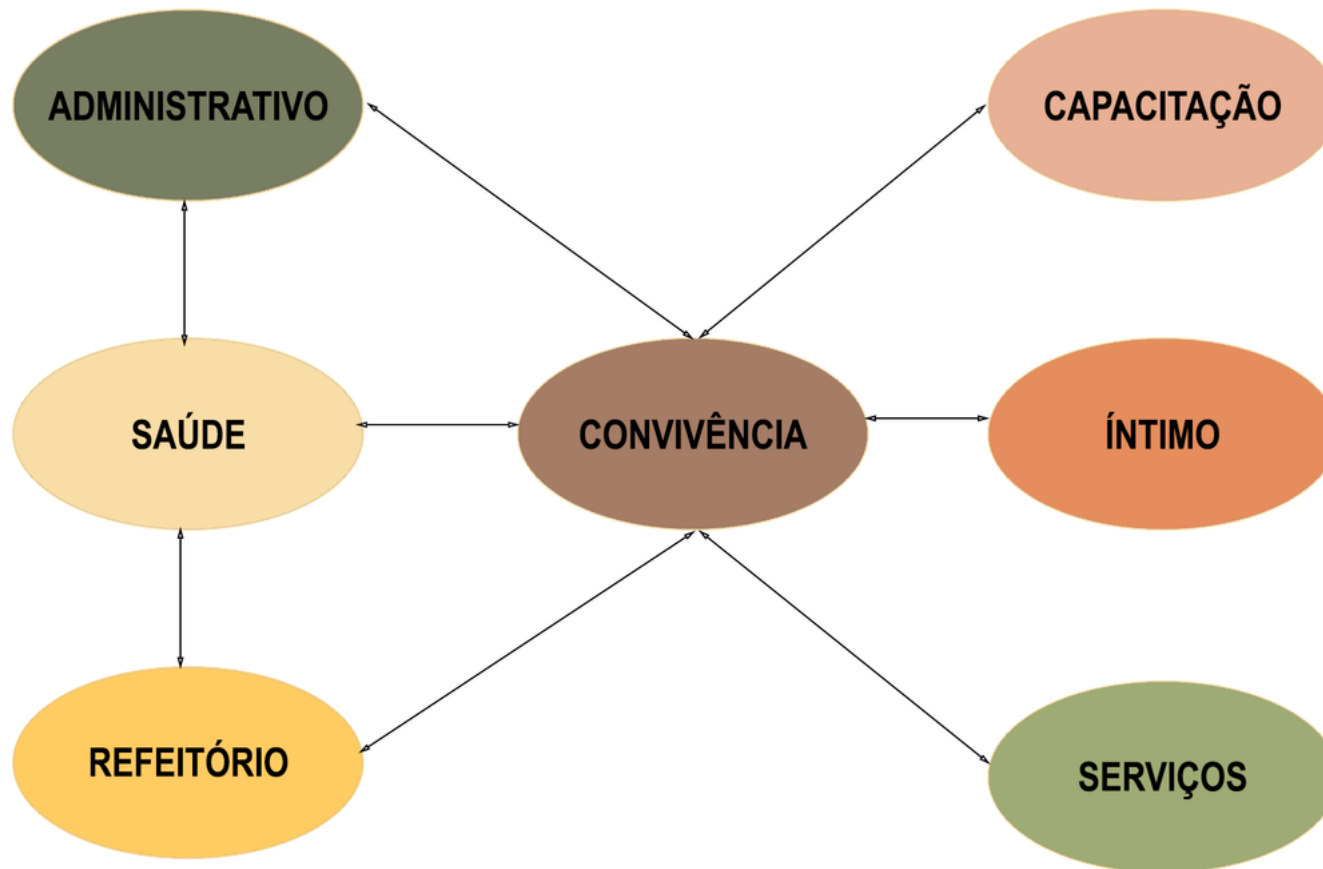 ADMINISTRATIVO
CAPACITAÇÃO
SAÚDE
CONVIVÊNCIA
ÍNTIMO
REFEITÓRIO
SERVIÇOS